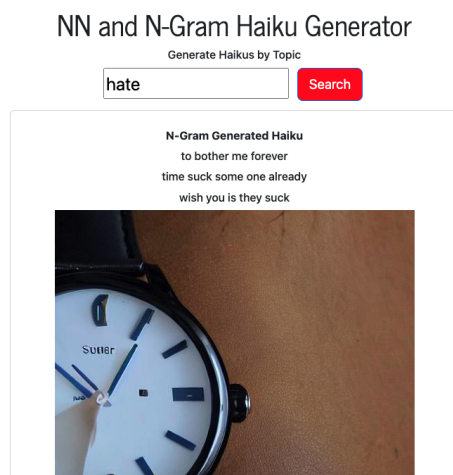 NN and N-Gram Haiku Generator
Generate Haikus by Topic
hate
Search
N-Gram Generated Haiku
to bother me forever
time suck some one already
wish you is they suck